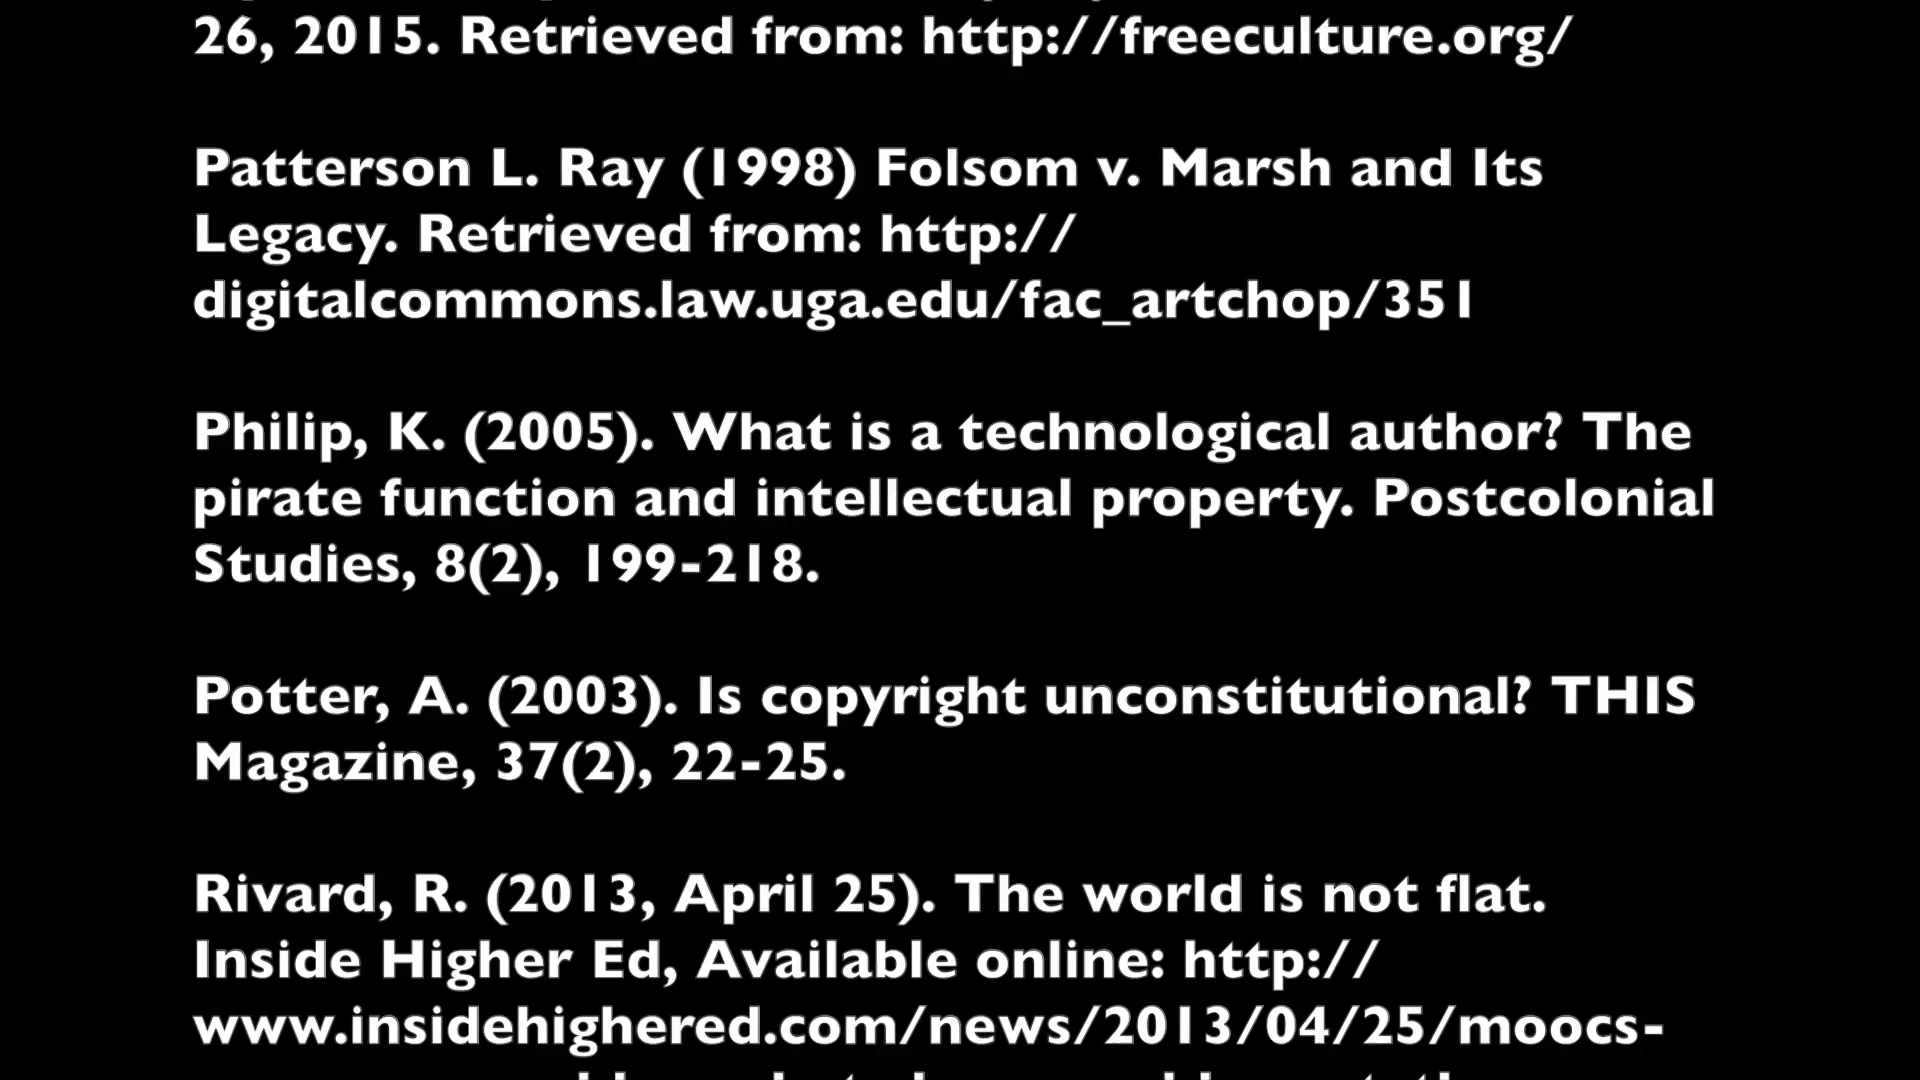 26, 2015. Retrieved from: http://freeculture.org/
Patterson L. Ray (1998) Folsom v. Marsh and Its
Legacy. Retrieved from: http://
digitalcommons.law.uga.edu/fac_artchop/351
Philip, K. (2005). What is a technological author? The
pirate function and intellectual property. Postcolonial
Studies, 8(2), 199-218.
Potter, A. (2003). Is copyright unconstitutional? THIS
Magazine, 37(2), 22-25.
Rivard, R. (2013, April 25). The world is not flat.
Inside Higher Ed, Available online: http://
www.insidehighered.com/news/2013/04/25/moocs-